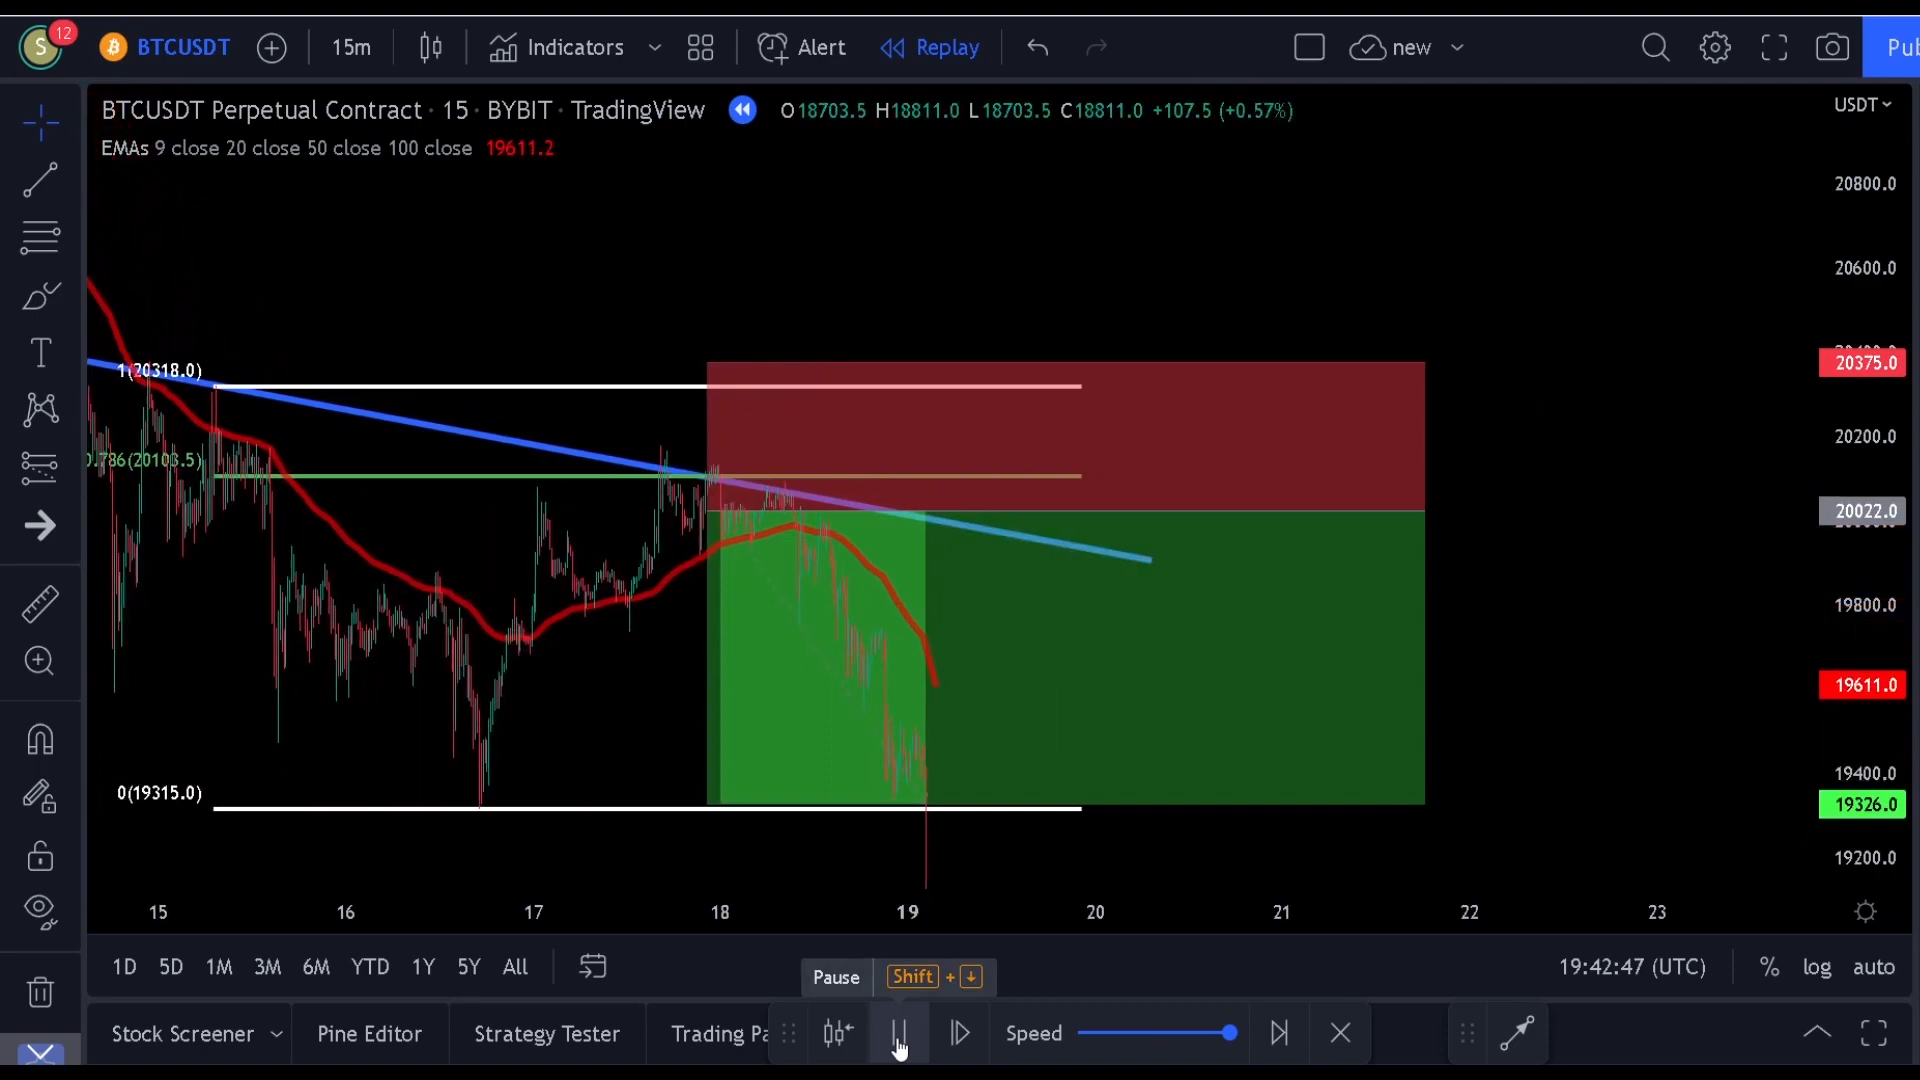 S 12 BTCUSDT 15m Indicators Alert Replay new Pub
BTCUSDT Perpetual Contract · 15 · BYBIT · TradingView O18703.5 H18811.0 L18703.5 C18811.0 +107.5 (+0.57%) USDT
EMAs 9 close 20 close 50 close 100 close 19611.2
20800.0
20600.0
1(20318.0)
20375.0
20200.0
0.786(20103.5)
20022.0
19800.0
19611.0
19400.0
0(19315.0)
19326.0
19200.0
15 16 17 18 19 20 21 22 23
1D 5D 1M 3M 6M YTD 1Y 5Y All 19:42:47 (UTC) % log auto
Pause Shift + ↓
Stock Screener Pine Editor Strategy Tester Trading Pa Speed